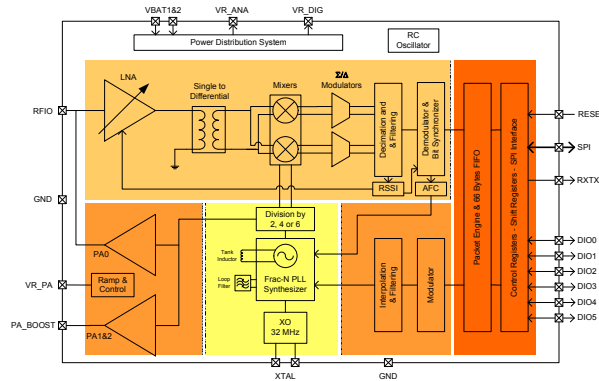 VBAT1&2
VR_ANA
VR_DIG
Power Distribution System
RC
Oscillator
LNA
Single to
Differential
Mixers
Σ/Δ
Modulators
RFIO
Decimation and
& Filtering
Demodulator &
Bit Synchronizer
RSSI
AFC
Packet Engine & 66 Bytes FIFO
Control Registers - Shift Registers - SPI Interface
RESE
SPI
RXTX
GND
Division by
2, 4 or 6
PA0
Tank
Inductor
Loop
Filter
Frac-N PLL
Synthesizer
Interpolation
& Filtering
Modulator
DIO0
DIO1
DIO2
DIO3
DIO4
DIO5
VR_PA
Ramp &
Control
PA_BOOST
PA1&2
XO
32 MHz
XTAL
GND